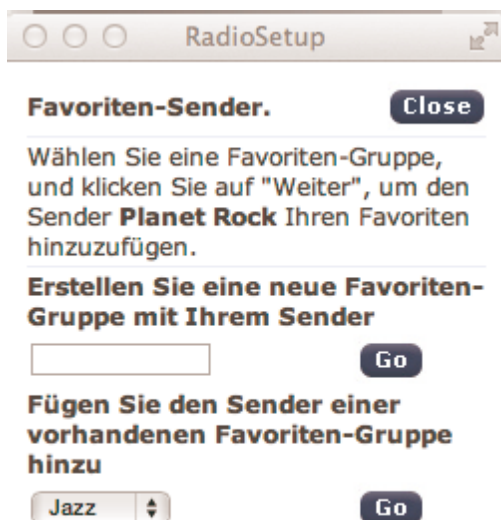 RadioSetup
Favoriten-Sender. Close
Wählen Sie eine Favoriten-Gruppe,
und klicken Sie auf "Weiter", um den
Sender Planet Rock Ihren Favoriten
hinzuzufügen.
Erstellen Sie eine neue Favoriten-
Gruppe mit Ihrem Sender
Go
Fügen Sie den Sender einer
vorhandenen Favoriten-Gruppe
hinzu
Jazz Go